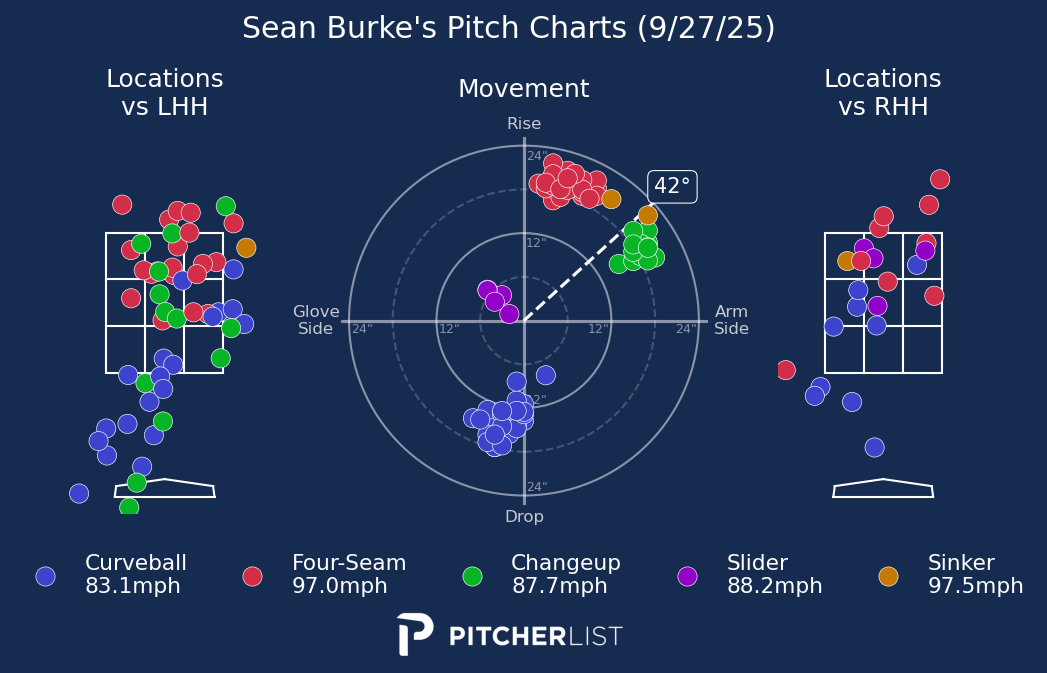 Sean Burke's Pitch Charts (9/27/25)
Locations
vs LHH
Movement
Locations
vs RHH
Rise
24"
42°
12"
Glove
Side
24"
12"
12"
24"
Arm
Side
2"
24"
Drop
Curveball
83.1mph
Four-Seam
97.0mph
Changeup
87.7mph
Slider
88.2mph
Sinker
97.5mph
PITCHERLIST